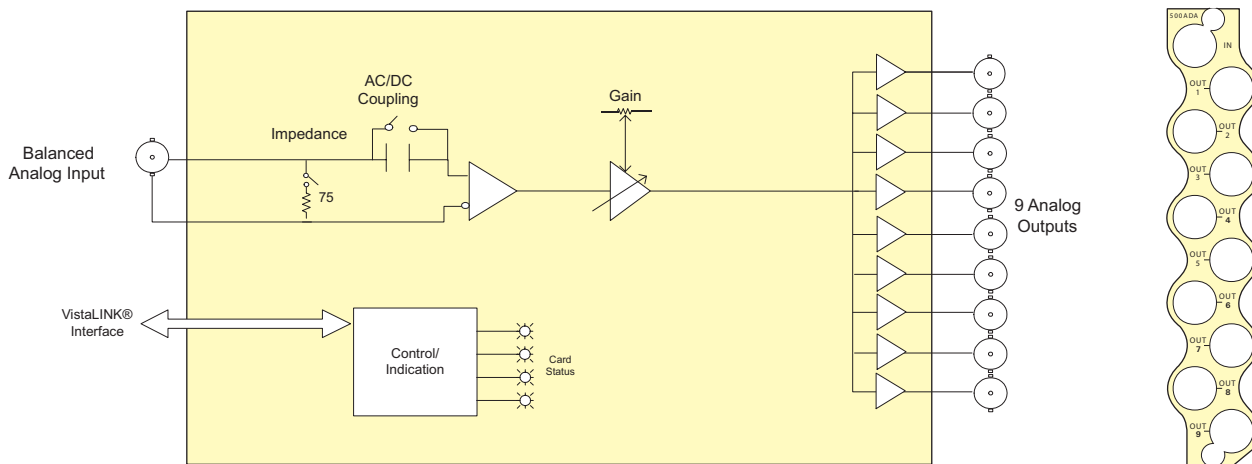 AC/DC
Coupling
Gain
Impedance
Balanced
Analog Input
75
9 Analog
Outputs
VistaLINK®
Interface
Control/
Indication
Card
Status
500ADA
IN
OUT
1
OUT
2
OUT
3
OUT
4
OUT
5
OUT
6
OUT
7
OUT
8
OUT
9